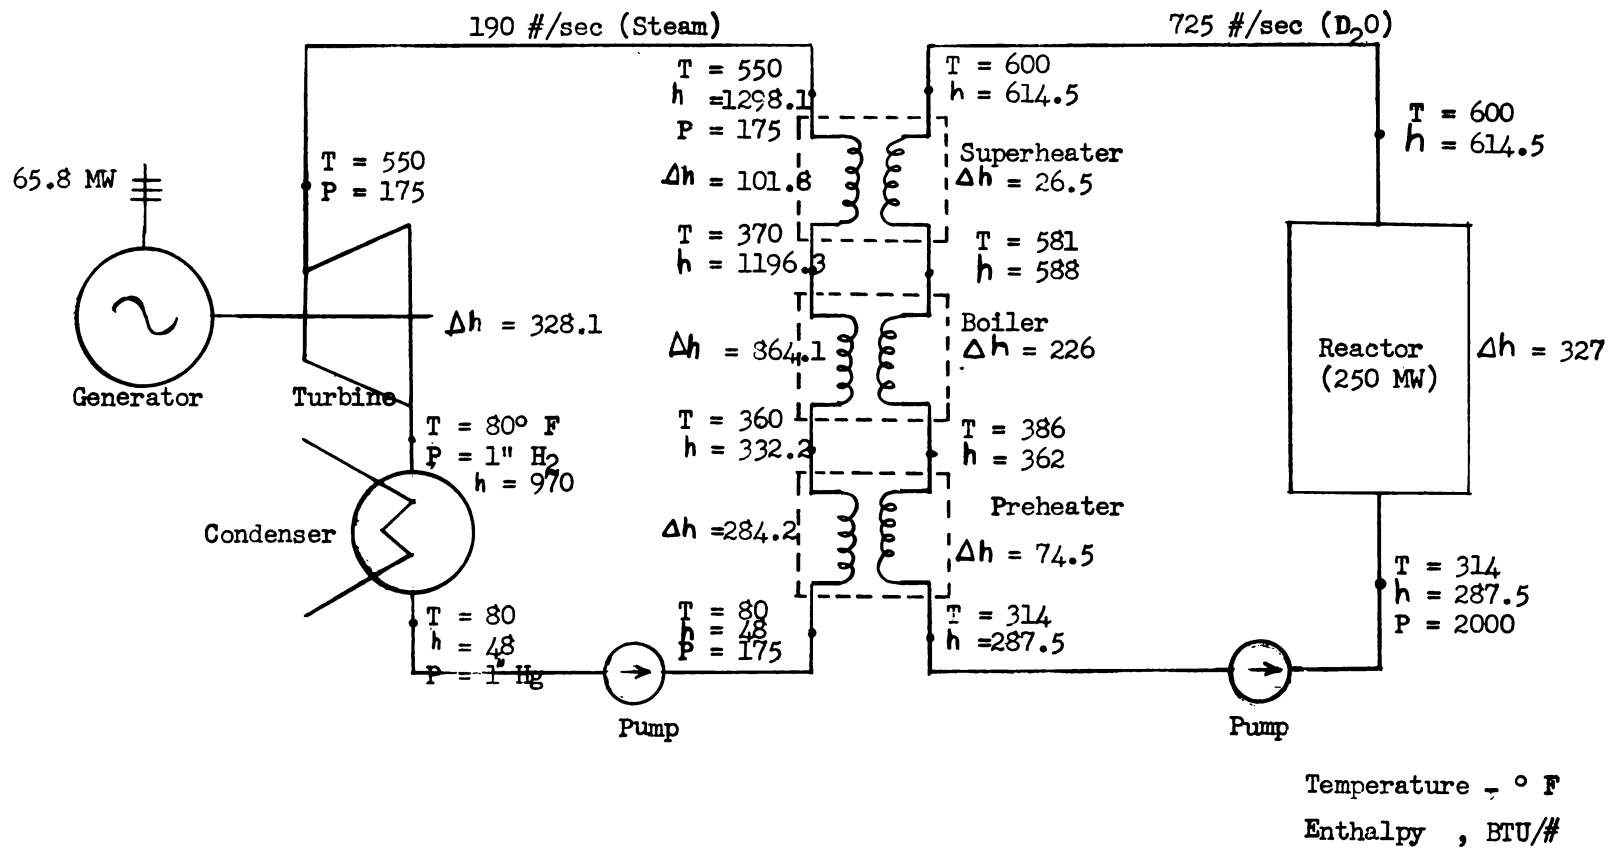 190 #/sec (Steam)
725 #/sec (D2O)
T = 550
h =1298.1
P = 175
T = 600
h = 614.5
T = 600
h = 614.5
65.8 MW
T = 550
P = 175
Δh = 101.8
Superheater
Δh = 26.5
T = 370
h = 1196.3
T = 581
h = 588
Δh = 328.1
Δh = 864.1
Boiler
Δh = 226
Reactor
(250 MW)
Δh = 327
Generator
Turbine
T = 80° F
P = 1" H2
h = 970
T = 360
h = 332.2
T = 386
h = 362
Condenser
Δh =284.2
Preheater
Δh = 74.5
T = 80
h = 48
P = 1" Hg
T = 80
h = 48
P = 175
T = 314
h =287.5
T = 314
h = 287.5
P = 2000
Pump
Pump
Temperature - ° F
Enthalpy , BTU/#